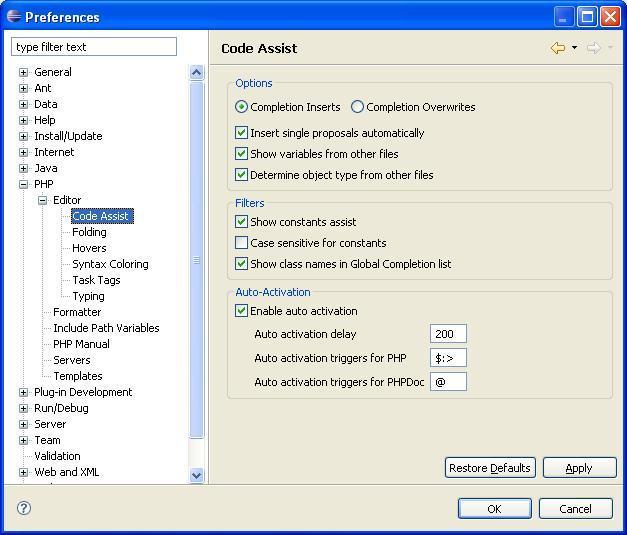 Preferences
type filter text
General
Ant
Data
Help
Install/Update
Internet
Java
PHP
Editor
Code Assist
Folding
Hovers
Syntax Coloring
Task Tags
Typing
Formatter
Include Path Variables
PHP Manual
Servers
Templates
Plug-in Development
Run/Debug
Server
Team
Validation
Web and XML
Code Assist
Options
Completion Inserts Completion Overwrites
Insert single proposals automatically
Show variables from other files
Determine object type from other files
Filters
Show constants assist
Case sensitive for constants
Show class names in Global Completion list
Auto-Activation
Enable auto activation
Auto activation delay 200
Auto activation triggers for PHP $:>
Auto activation triggers for PHPDoc @
Restore Defaults Apply
? OK Cancel